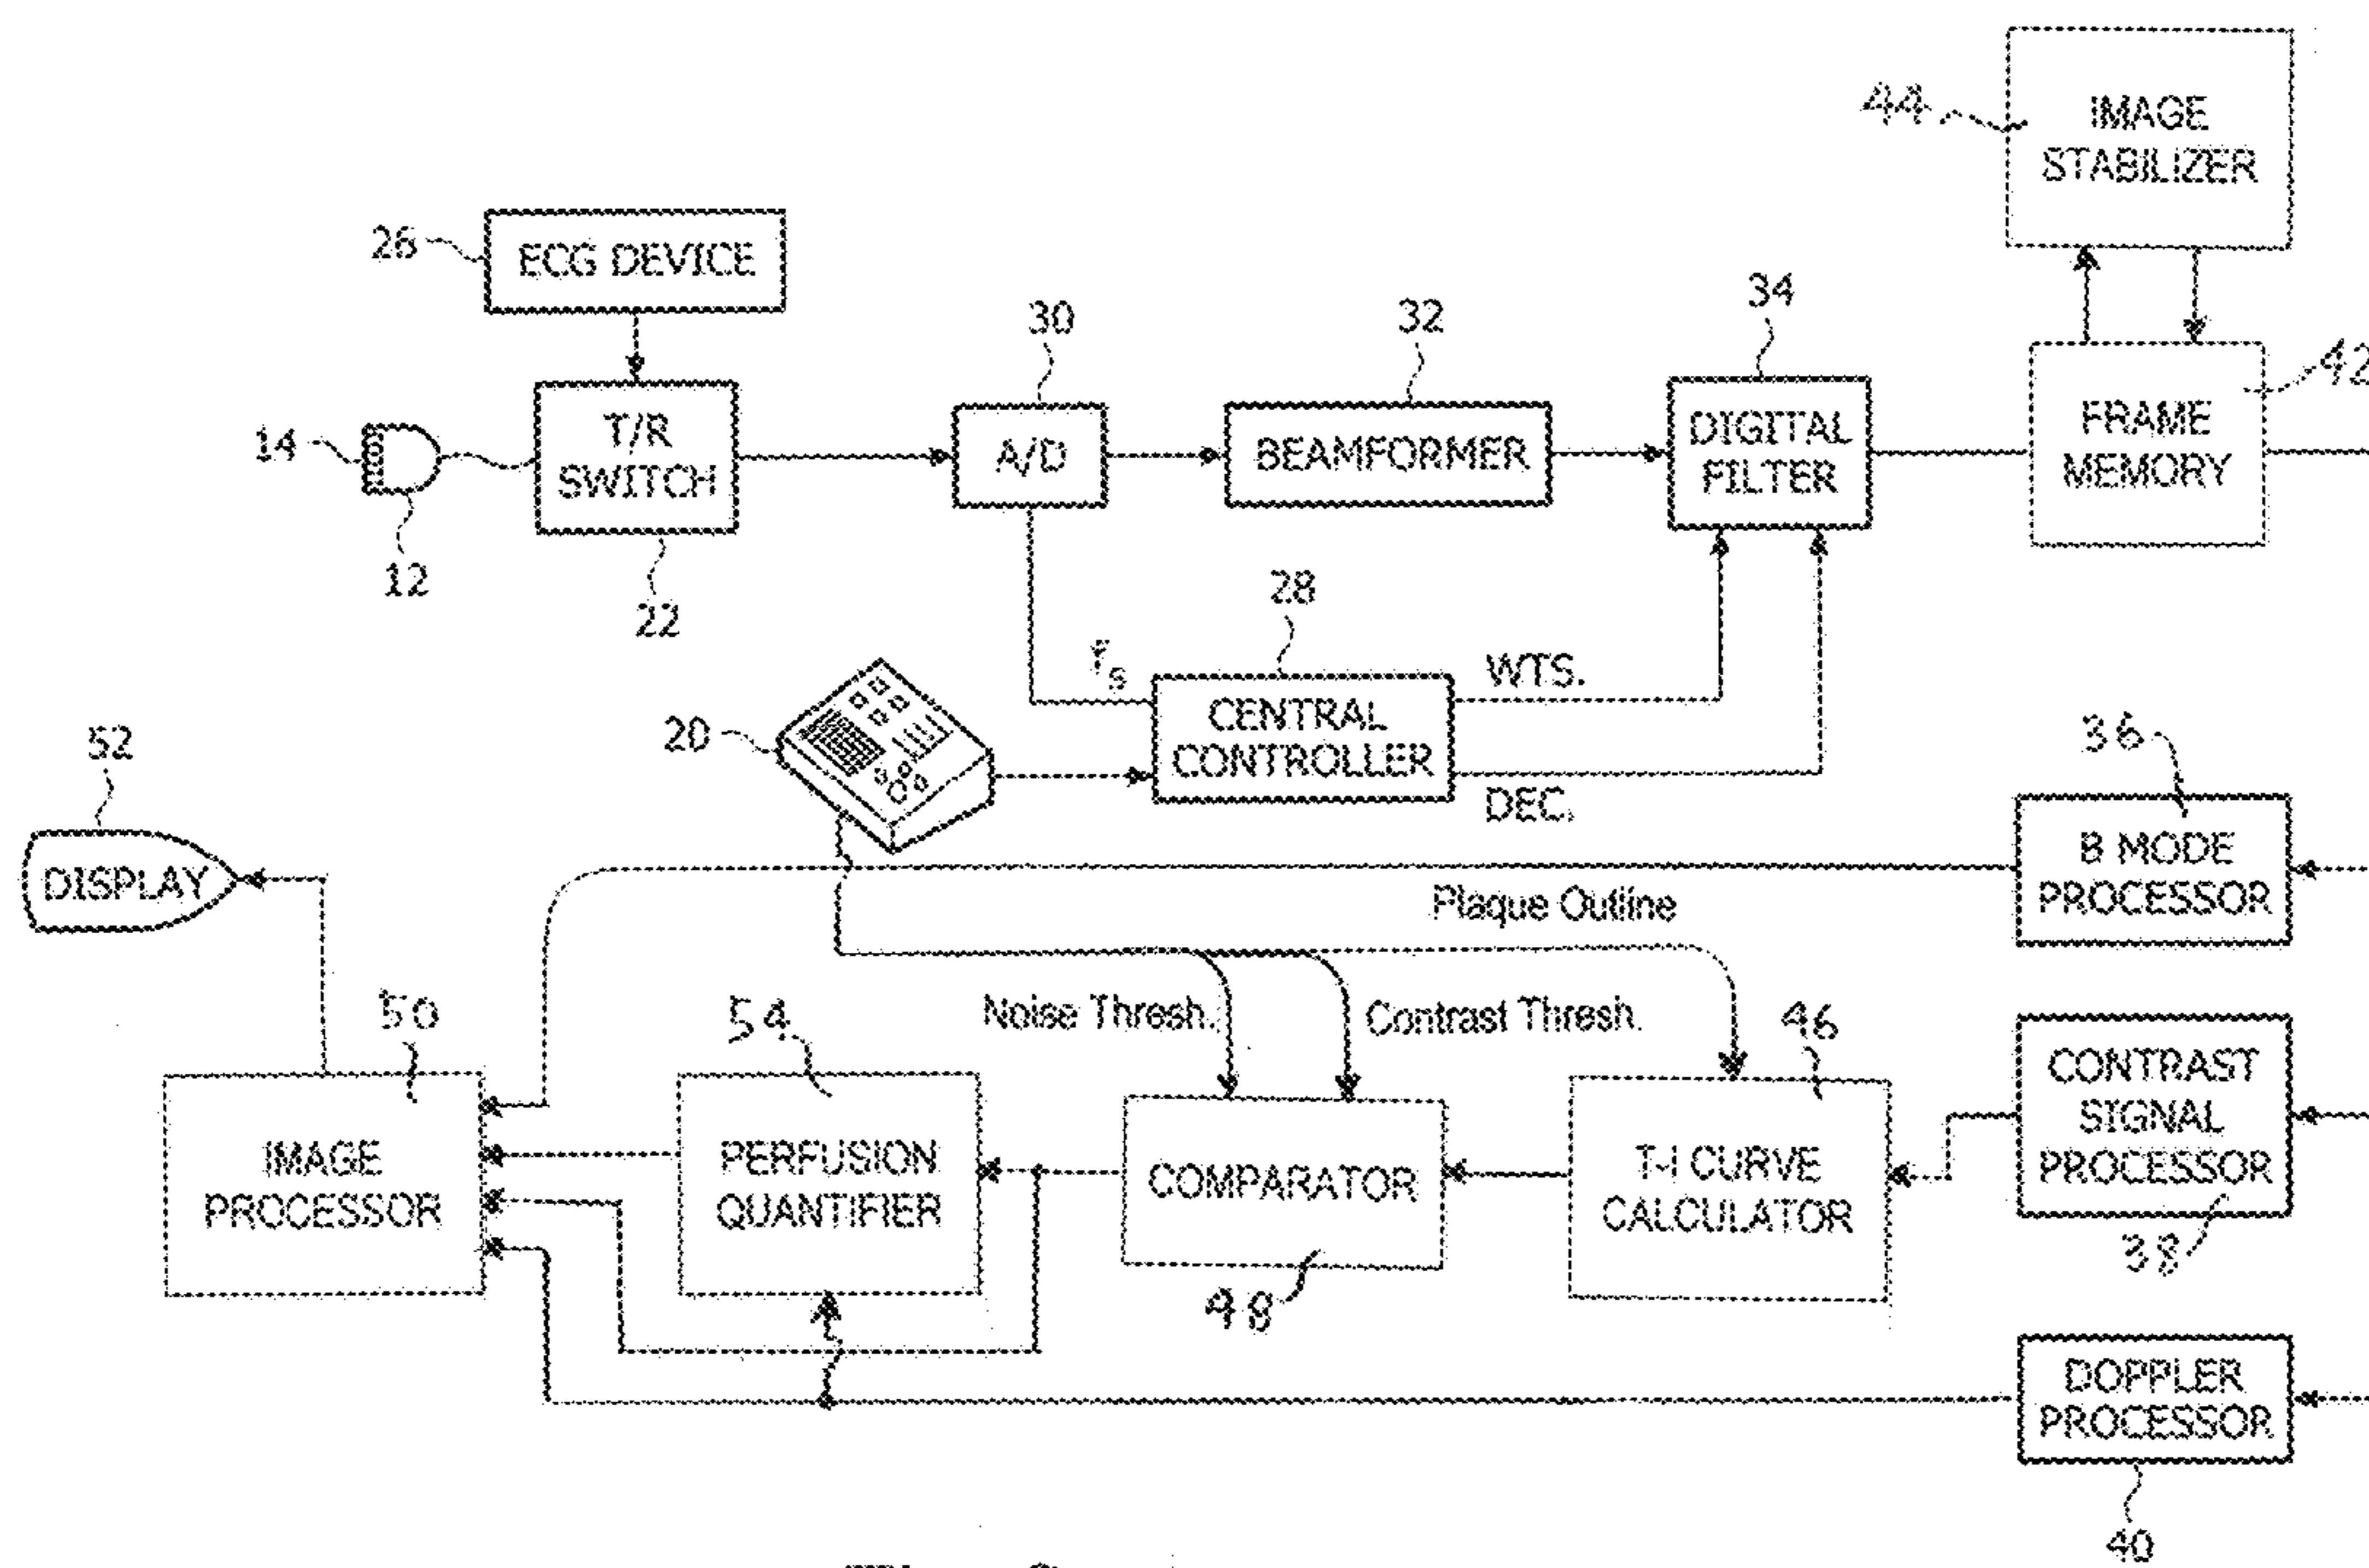 44
IMAGE
STABILIZER
26
ECG DEVICE
30
32
34
42
14
T/R
SWITCH
A/D
BEAMFORMER
DIGITAL
FILTER
FRAME
MEMORY
12
22
28
fs
WTS.
20
CENTRAL
CONTROLLER
DEC.
52
36
DISPLAY
B MODE
PROCESSOR
Plaque Outline
50
54
Noise Thresh.
Contrast Thresh.
46
IMAGE
PROCESSOR
PERFUSION
QUANTIFIER
COMPARATOR
T-I CURVE
CALCULATOR
CONTRAST
SIGNAL
PROCESSOR
38
48
DOPPLER
PROCESSOR
40